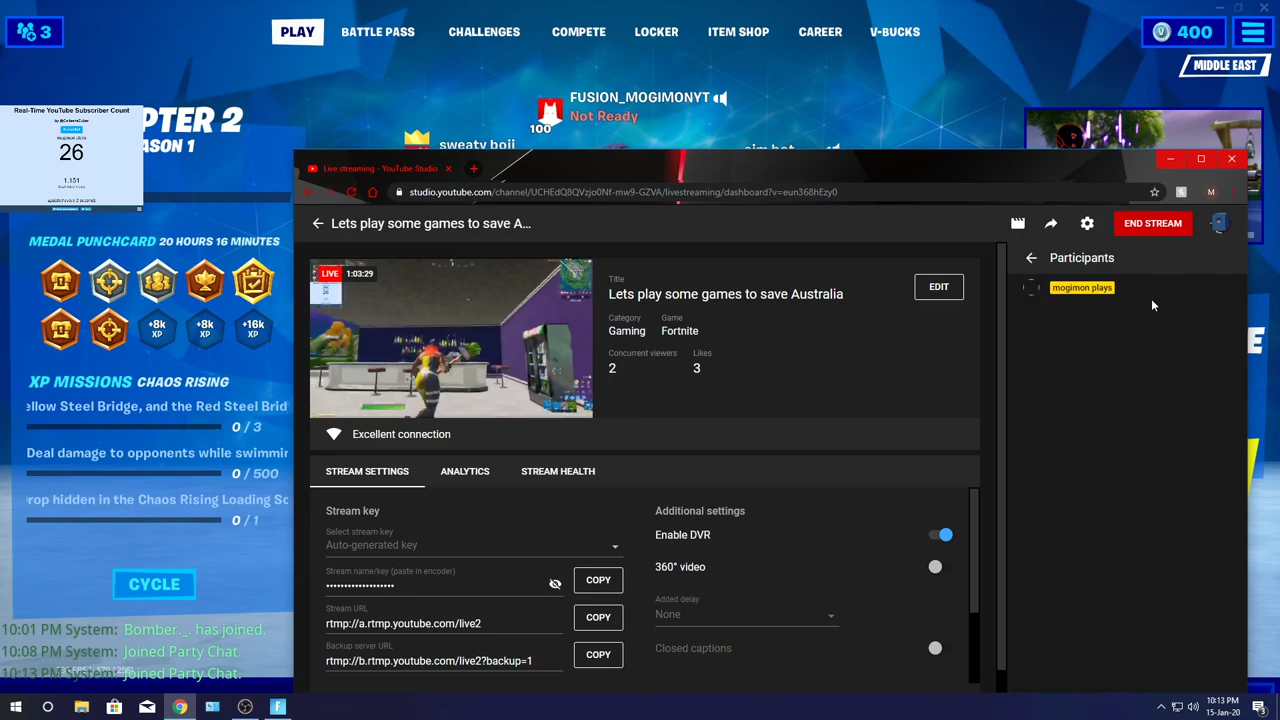 3
PLAY
BATTLE PASS
CHALLENGES
COMPETE
LOCKER
ITEM SHOP
CAREER
V-BUCKS
400
MIDDLE EAST
FUSION_MOGIMONYT
Not Ready
100
sweaty boii
aim bot
Real-Time YouTube Subscriber Count
26
1,151
PTER 2
ASON 1
MEDAL PUNCHCARD 20 HOURS 16 MINUTES
+8k XP
+8k XP
+16k XP
XP MISSIONS CHAOS RISING
ellow Steel Bridge, and the Red Steel Brid
0 / 3
Deal damage to opponents while swimmi
0 / 500
rop hidden in the Chaos Rising Loading Sc
0 / 1
CYCLE
10:01 PM System: Bomber._. has joined.
10:08 PM System: Joined Party Chat.
10:13 PM System: Joined Party Chat.
Live streaming - YouTube Studio
studio.youtube.com/channel/UCHEdQ8QVzjo0Nf-mw9-GZVA/livestreaming/dashboard?v=eun368hEzy0
M
Lets play some games to save A...
END STREAM
LIVE 1:03:29
Title
Lets play some games to save Australia
EDIT
Category Game
Gaming Fortnite
Concurrent viewers Likes
2 3
Excellent connection
STREAM SETTINGS
ANALYTICS
STREAM HEALTH
Stream key
Select stream key
Auto-generated key
Stream name/key (paste in encoder)
••••••••••••••••••
COPY
Stream URL
rtmp://a.rtmp.youtube.com/live2
COPY
Backup server URL
rtmp://b.rtmp.youtube.com/live2?backup=1
COPY
Additional settings
Enable DVR
360° video
Added delay
None
Closed captions
Participants
mogimon plays
10:13 PM
15-Jan-20
3